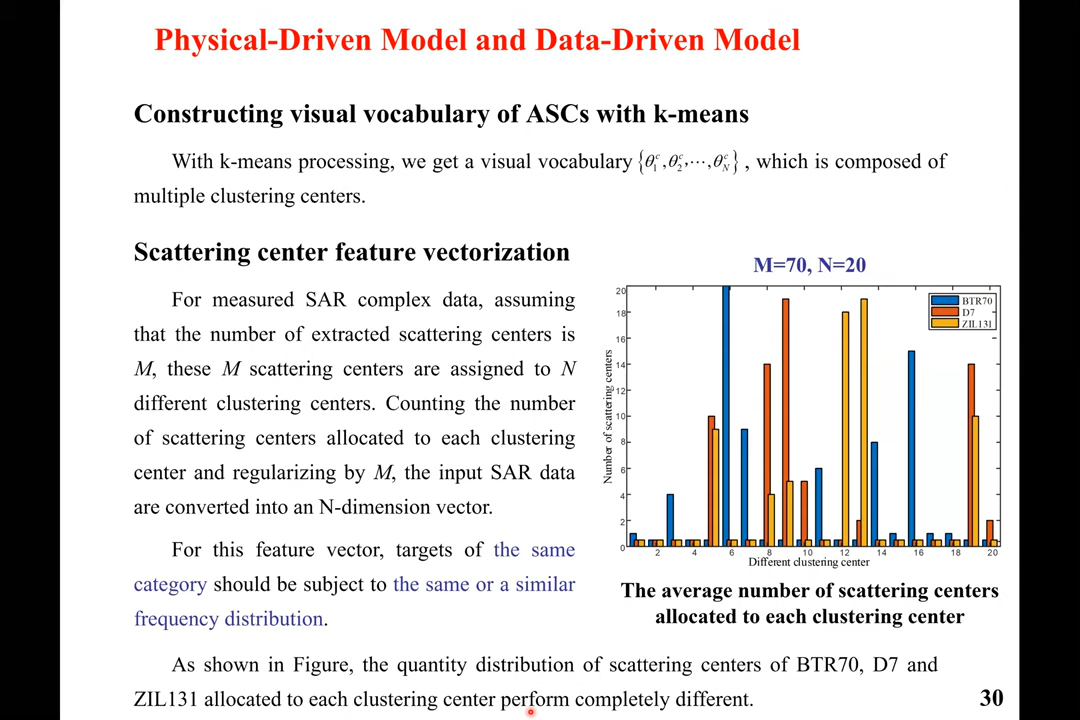 Physical-Driven Model and Data-Driven Model
Constructing visual vocabulary of ASCs with k-means
With k-means processing, we get a visual vocabulary {θ₁ᶜ, θ₂ᶜ, ⋯, θ_Nᶜ}, which is composed of
multiple clustering centers.
Scattering center feature vectorization
For measured SAR complex data, assuming
that the number of extracted scattering centers is
M, these M scattering centers are assigned to N
different clustering centers. Counting the number
of scattering centers allocated to each clustering
center and regularizing by M, the input SAR data
are converted into an N-dimension vector.
For this feature vector, targets of the same
category should be subject to the same or a similar
frequency distribution.
M=70, N=20
BTR70
D7
ZIL131
Number of scattering centers
20
18
16
14
12
10
8
6
4
2
0
2 4 6 8 10 12 14 16 18 20
Different clustering center
The average number of scattering centers
allocated to each clustering center
As shown in Figure, the quantity distribution of scattering centers of BTR70, D7 and
ZIL131 allocated to each clustering center perform completely different.
30